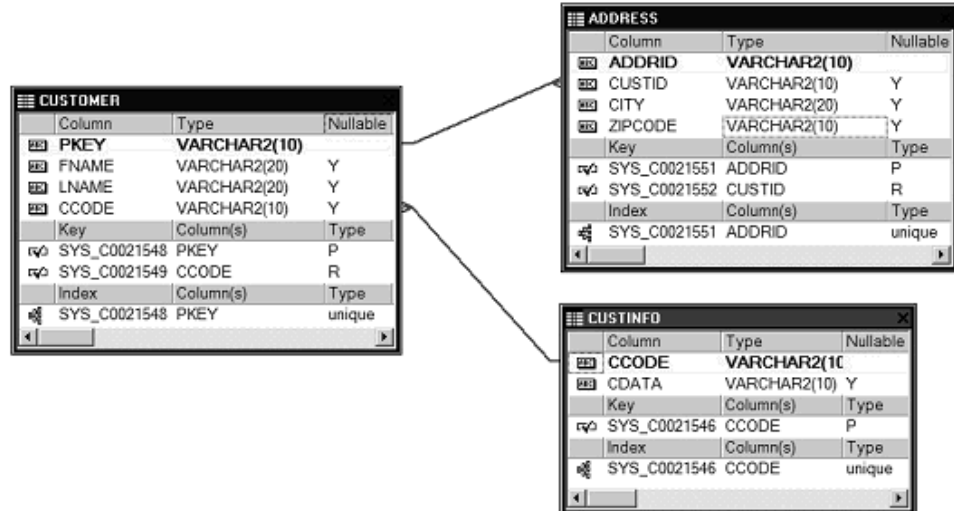 CUSTOMER
Column Type Nullable
PKEY VARCHAR2(10)
FNAME VARCHAR2(20) Y
LNAME VARCHAR2(20) Y
CCODE VARCHAR2(10) Y
Key Column(s) Type
SYS_C0021548 PKEY P
SYS_C0021549 CCODE R
Index Column(s) Type
SYS_C0021548 PKEY unique
ADDRESS
Column Type Nullable
ADDRID VARCHAR2(10)
CUSTID VARCHAR2(10) Y
CITY VARCHAR2(20) Y
ZIPCODE VARCHAR2(10) Y
Key Column(s) Type
SYS_C0021551 ADDRID P
SYS_C0021552 CUSTID R
Index Column(s) Type
SYS_C0021551 ADDRID unique
CUSTINFO
Column Type Nullable
CCODE VARCHAR2(10
CDATA VARCHAR2(10) Y
Key Column(s) Type
SYS_C0021546 CCODE P
Index Column(s) Type
SYS_C0021546 CCODE unique